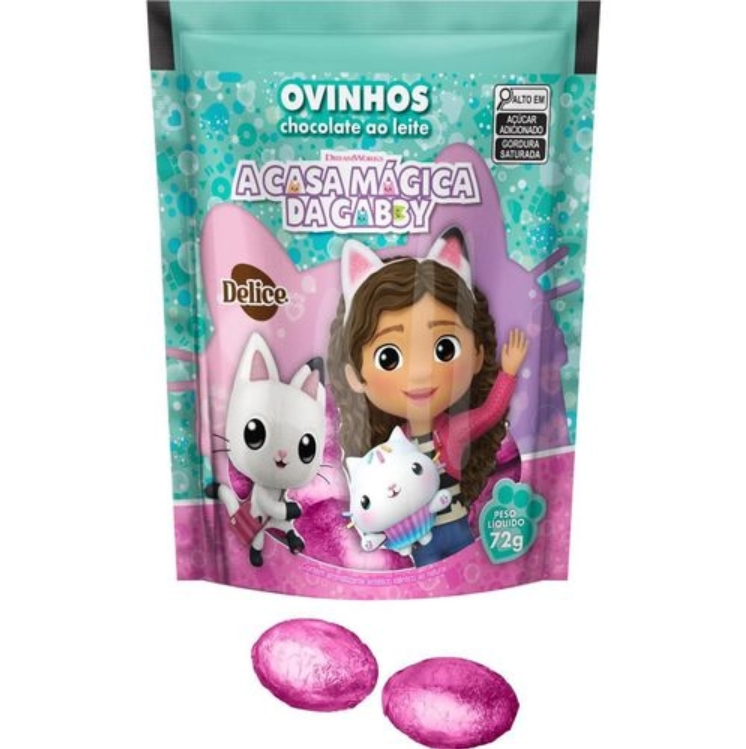 OVINHOS
chocolate ao leite
ALTO EM
AÇÚCAR
ADICIONADO
GORDURA
SATURADA
DREAMWORKS
A CASA MÁGICA
DA GABBY
Delice
PESO
LÍQUIDO
72g